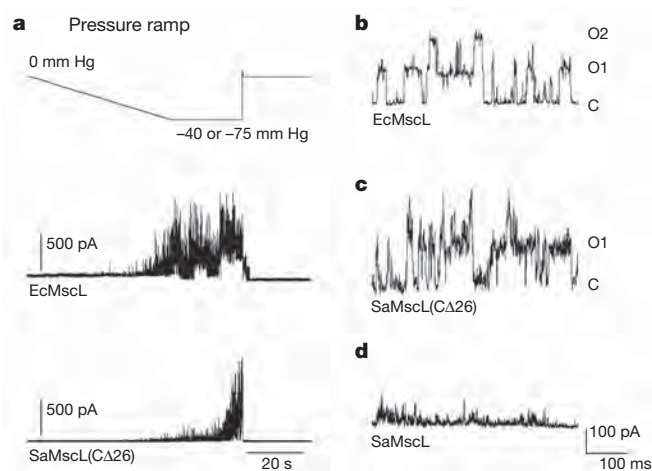 a Pressure ramp
0 mm Hg
–40 or –75 mm Hg
500 pA
EcMscL
500 pA
SaMscL(CΔ26)
20 s
b
O2
O1
C
EcMscL
c
O1
C
SaMscL(CΔ26)
d
SaMscL
100 pA
100 ms